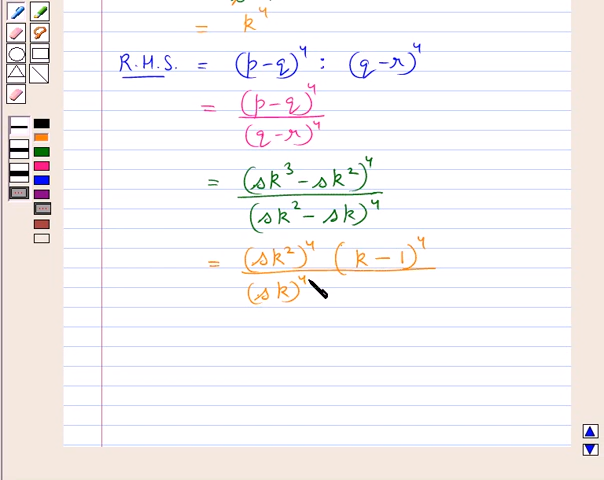 = k⁴
R.H.S. = (p-q)⁴ : (q-r)⁴
= (p-q)⁴ / (q-r)⁴
= (sk³ - sk²)⁴ / (sk² - sk)⁴
= (sk²)⁴ (k - 1)⁴ / (sk)⁴